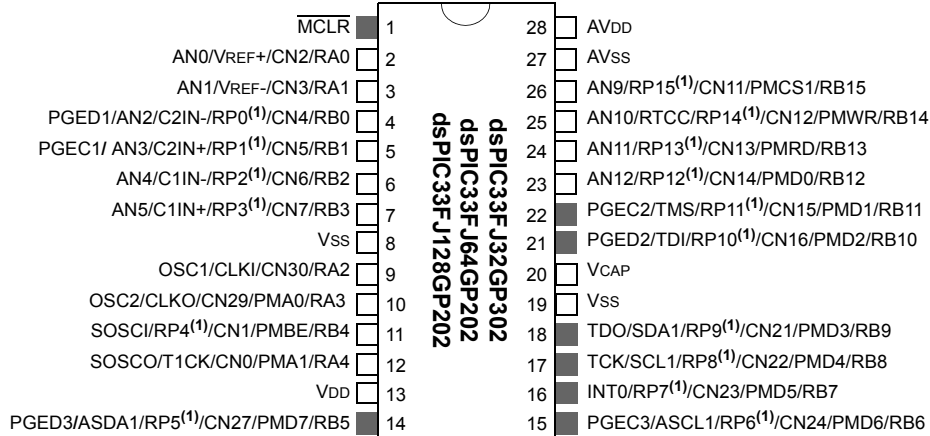 MCLR 1
AN0/VREF+/CN2/RA0 2
AN1/VREF-/CN3/RA1 3
PGED1/AN2/C2IN-/RP0(1)/CN4/RB0 4
PGEC1/ AN3/C2IN+/RP1(1)/CN5/RB1 5
AN4/C1IN-/RP2(1)/CN6/RB2 6
AN5/C1IN+/RP3(1)/CN7/RB3 7
VSS 8
OSC1/CLKI/CN30/RA2 9
OSC2/CLKO/CN29/PMA0/RA3 10
SOSCI/RP4(1)/CN1/PMBE/RB4 11
SOSCO/T1CK/CN0/PMA1/RA4 12
VDD 13
PGED3/ASDA1/RP5(1)/CN27/PMD7/RB5 14
dsPIC33FJ32GP302
dsPIC33FJ64GP202
dsPIC33FJ128GP202
28 AVDD
27 AVSS
26 AN9/RP15(1)/CN11/PMCS1/RB15
25 AN10/RTCC/RP14(1)/CN12/PMWR/RB14
24 AN11/RP13(1)/CN13/PMRD/RB13
23 AN12/RP12(1)/CN14/PMD0/RB12
22 PGEC2/TMS/RP11(1)/CN15/PMD1/RB11
21 PGED2/TDI/RP10(1)/CN16/PMD2/RB10
20 VCAP
19 VSS
18 TDO/SDA1/RP9(1)/CN21/PMD3/RB9
17 TCK/SCL1/RP8(1)/CN22/PMD4/RB8
16 INT0/RP7(1)/CN23/PMD5/RB7
15 PGEC3/ASCL1/RP6(1)/CN24/PMD6/RB6